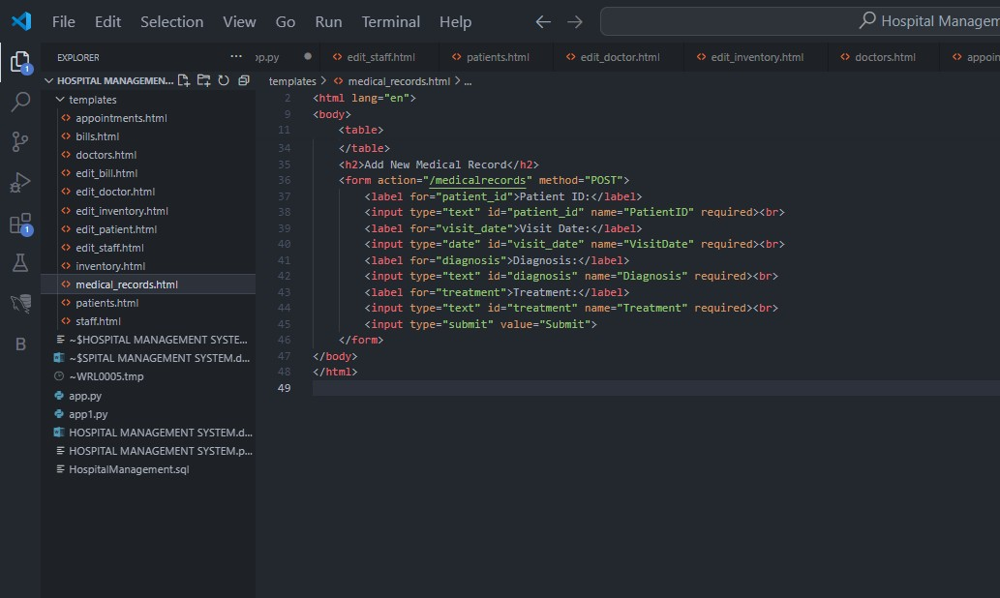 File Edit Selection View Go Run Terminal Help
Hospital Managem
EXPLORER
p.py
edit_staff.html
patients.html
edit_doctor.html
edit_inventory.html
doctors.html
appoin
HOSPITAL MANAGEMEN...
templates
appointments.html
bills.html
doctors.html
edit_bill.html
edit_doctor.html
edit_inventory.html
edit_patient.html
edit_staff.html
inventory.html
medical_records.html
patients.html
staff.html
~$HOSPITAL MANAGEMENT SYSTE...
~$SPITAL MANAGEMENT SYSTEM.d...
~WRL0005.tmp
app.py
app1.py
HOSPITAL MANAGEMENT SYSTEM.d...
HOSPITAL MANAGEMENT SYSTEM.p...
HospitalManagement.sql
1
1
B
templates > medical_records.html > ...
2 <html lang="en">
9 <body>
11 <table>
34 </table>
35 <h2>Add New Medical Record</h2>
36 <form action="/medicalrecords" method="POST">
37 <label for="patient_id">Patient ID:</label>
38 <input type="text" id="patient_id" name="PatientID" required><br>
39 <label for="visit_date">Visit Date:</label>
40 <input type="date" id="visit_date" name="VisitDate" required><br>
41 <label for="diagnosis">Diagnosis:</label>
42 <input type="text" id="diagnosis" name="Diagnosis" required><br>
43 <label for="treatment">Treatment:</label>
44 <input type="text" id="treatment" name="Treatment" required><br>
45 <input type="submit" value="Submit">
46 </form>
47 </body>
48 </html>
49